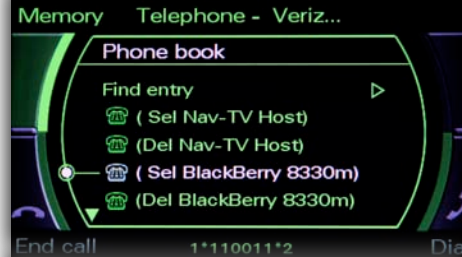 Memory Telephone - Veriz...
Phone book
Find entry
( Sel Nav-TV Host)
(Del Nav-TV Host)
( Sel BlackBerry 8330m)
(Del BlackBerry 8330m)
End call 1*110011*2 Dia